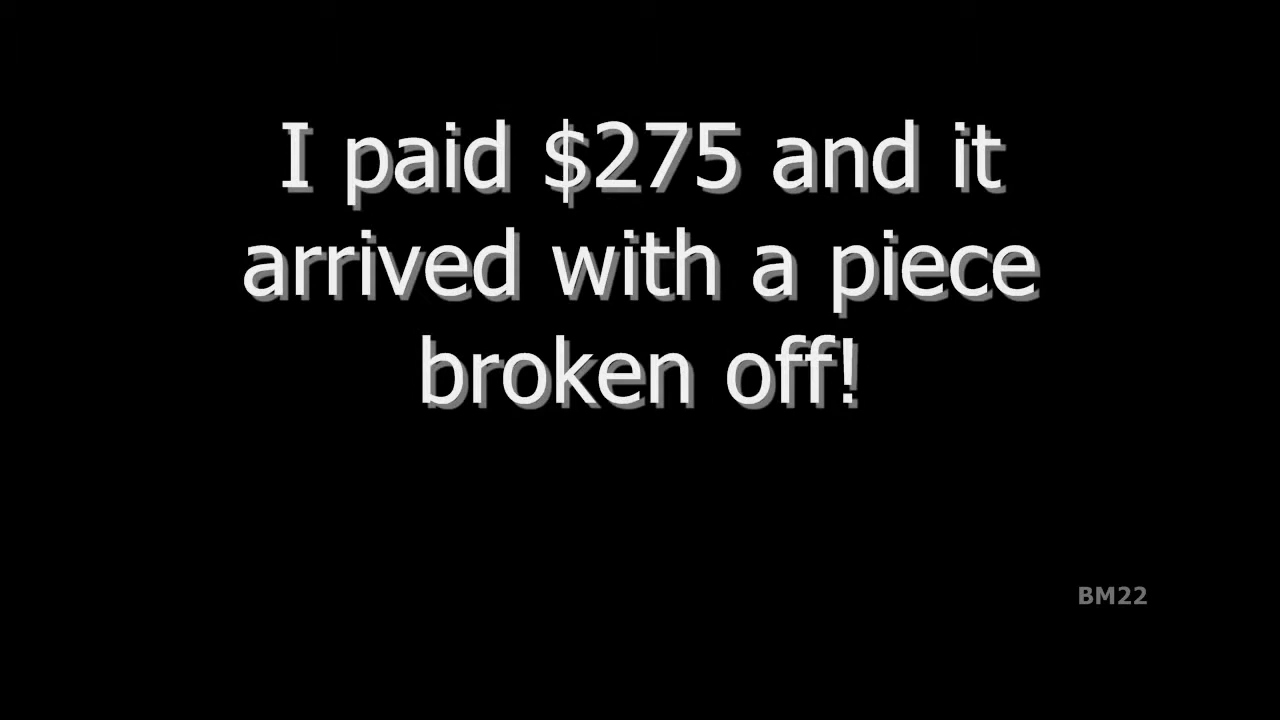 I paid $275 and it
arrived with a piece
broken off!
BM22